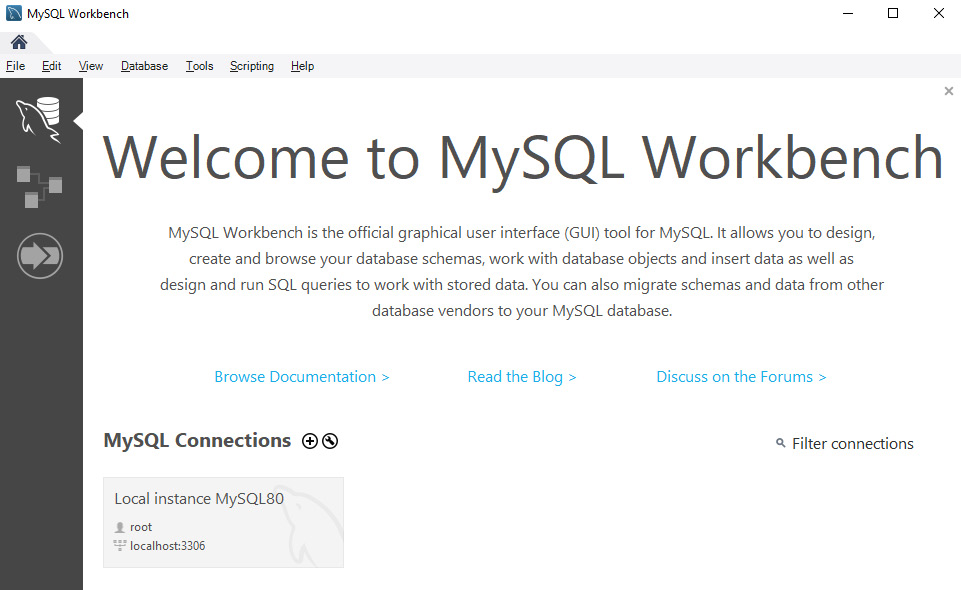 MySQL Workbench
File Edit View Database Tools Scripting Help
Welcome to MySQL Workbench
MySQL Workbench is the official graphical user interface (GUI) tool for MySQL. It allows you to design,
create and browse your database schemas, work with database objects and insert data as well as
design and run SQL queries to work with stored data. You can also migrate schemas and data from other
database vendors to your MySQL database.
Browse Documentation > Read the Blog > Discuss on the Forums >
MySQL Connections Filter connections
Local instance MySQL80
root
localhost:3306